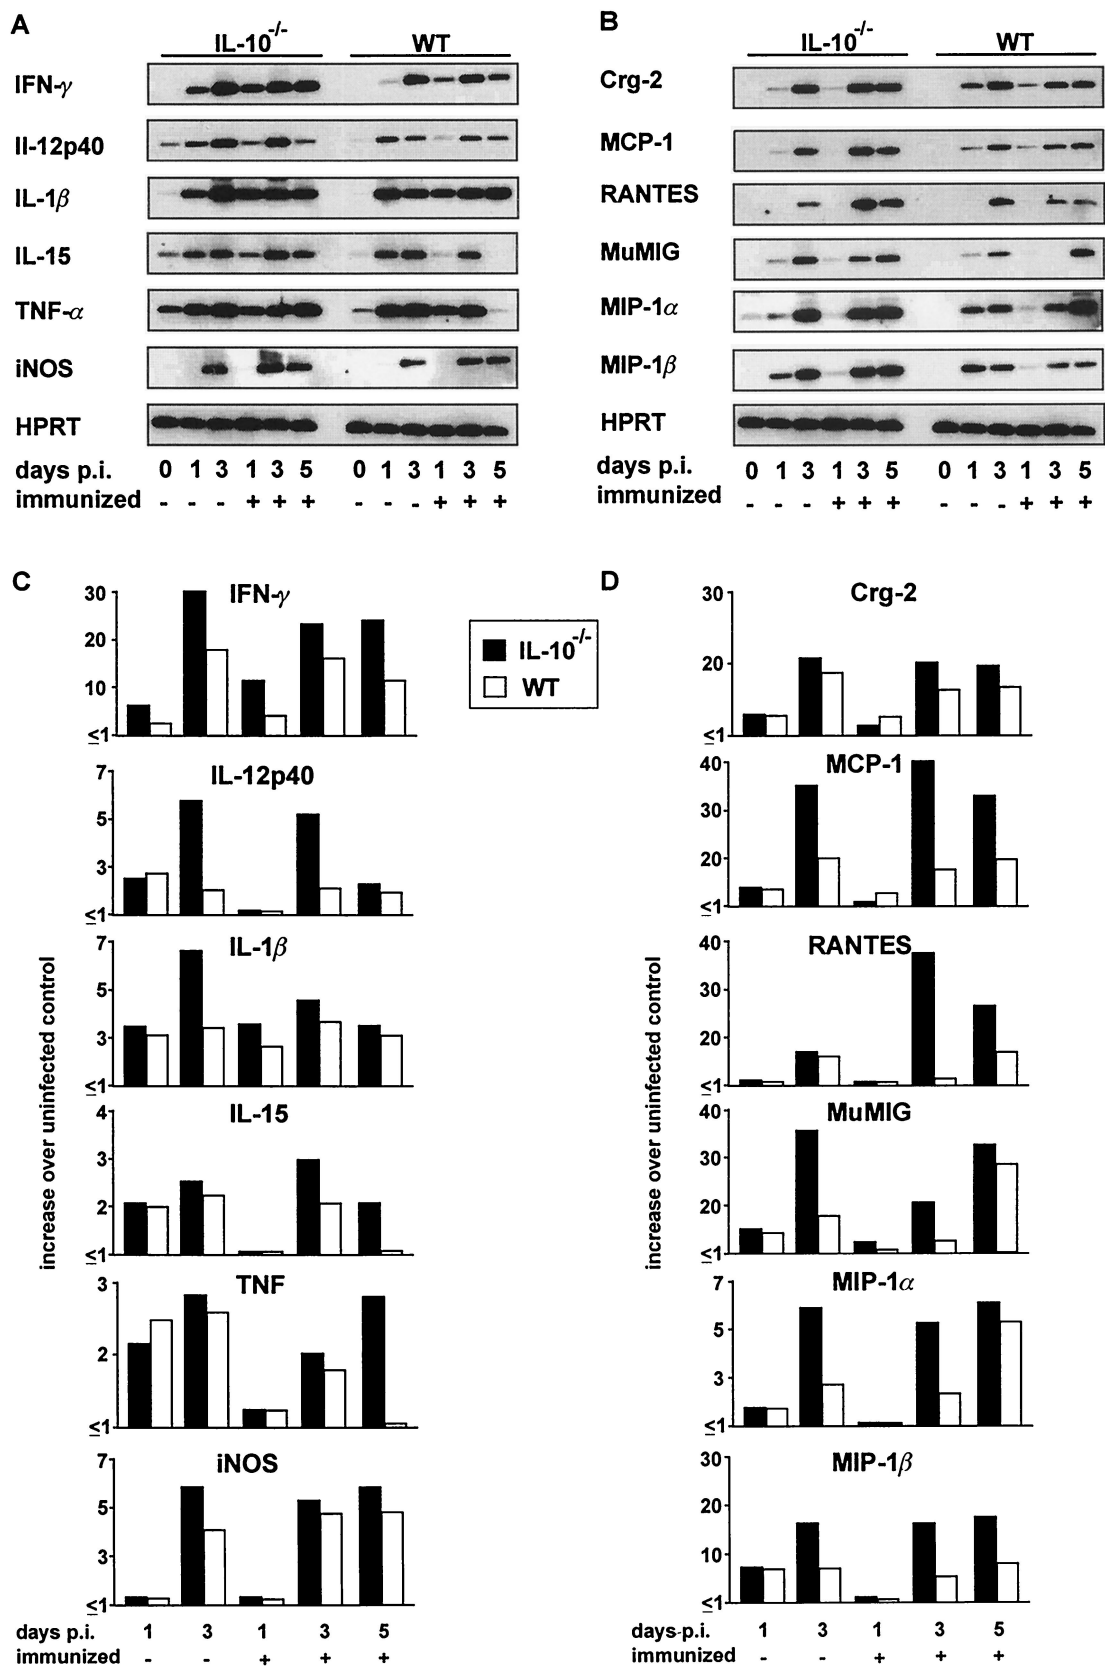 A
IL-10-/- WT
IFN-γ
Il-12p40
IL-1β
IL-15
TNF-α
iNOS
HPRT
days p.i. 0 1 3 1 3 5 0 1 3 1 3 5
immunized - - - + + + - - - + + +
B
IL-10-/- WT
Crg-2
MCP-1
RANTES
MuMIG
MIP-1α
MIP-1β
HPRT
days p.i. 0 1 3 1 3 5 0 1 3 1 3 5
immunized - - - + + + - - - + + +
C
increase over uninfected control
IFN-γ
30
20
10
≤1
IL-10-/-
WT
IL-12p40
7
5
3
≤1
IL-1β
7
5
3
≤1
IL-15
4
3
2
≤1
TNF
3
2
≤1
iNOS
7
5
3
≤1
days p.i. 1 3 1 3 5
immunized - - + + +
D
increase over uninfected control
Crg-2
30
20
≤1
MCP-1
40
30
20
≤1
RANTES
40
30
20
≤1
MuMIG
40
30
20
≤1
MIP-1α
7
5
3
≤1
MIP-1β
30
20
10
≤1
days-p.i. 1 3 1 3 5
immunized - - + + +